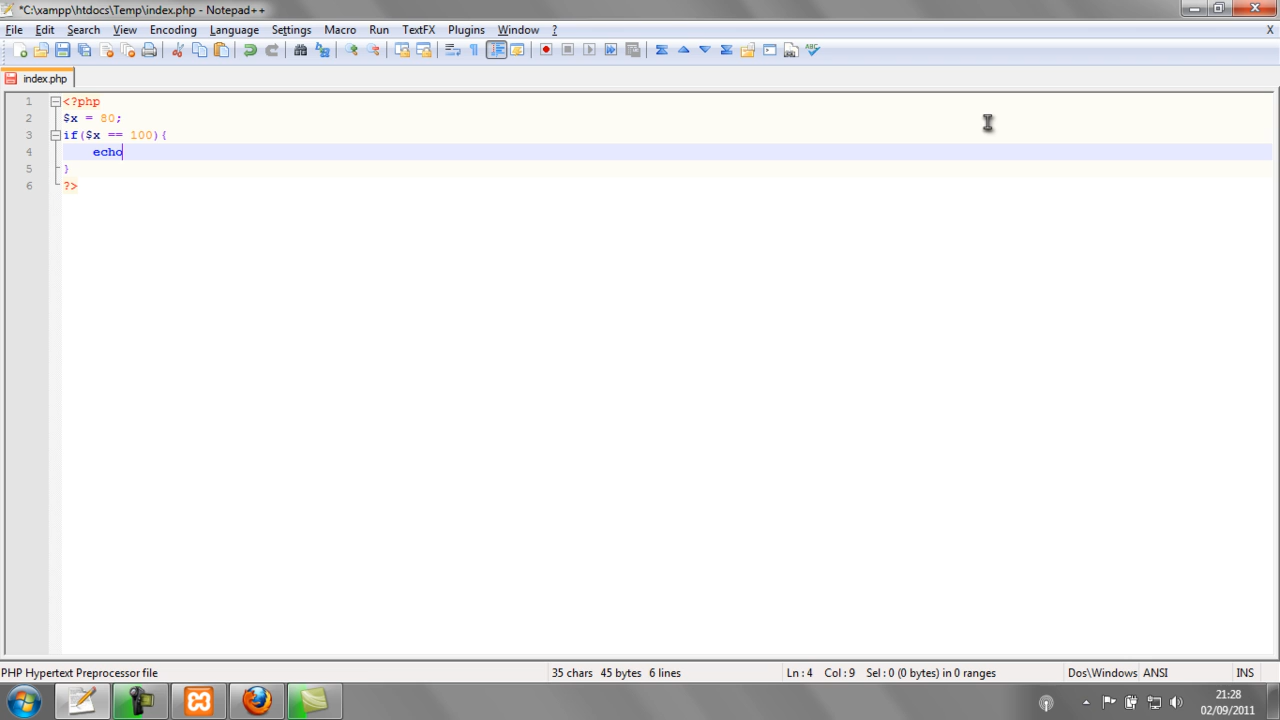 *C:\xampp\htdocs\Temp\index.php - Notepad++
File Edit Search View Encoding Language Settings Macro Run TextFX Plugins Window ? X
index.php
1 <?php
2 $x = 80;
3 if($x == 100){
4 echo
5 }
6 ?>
PHP Hypertext Preprocessor file 35 chars 45 bytes 6 lines Ln : 4 Col : 9 Sel : 0 (0 bytes) in 0 ranges Dos\Windows ANSI INS
21:28
02/09/2011